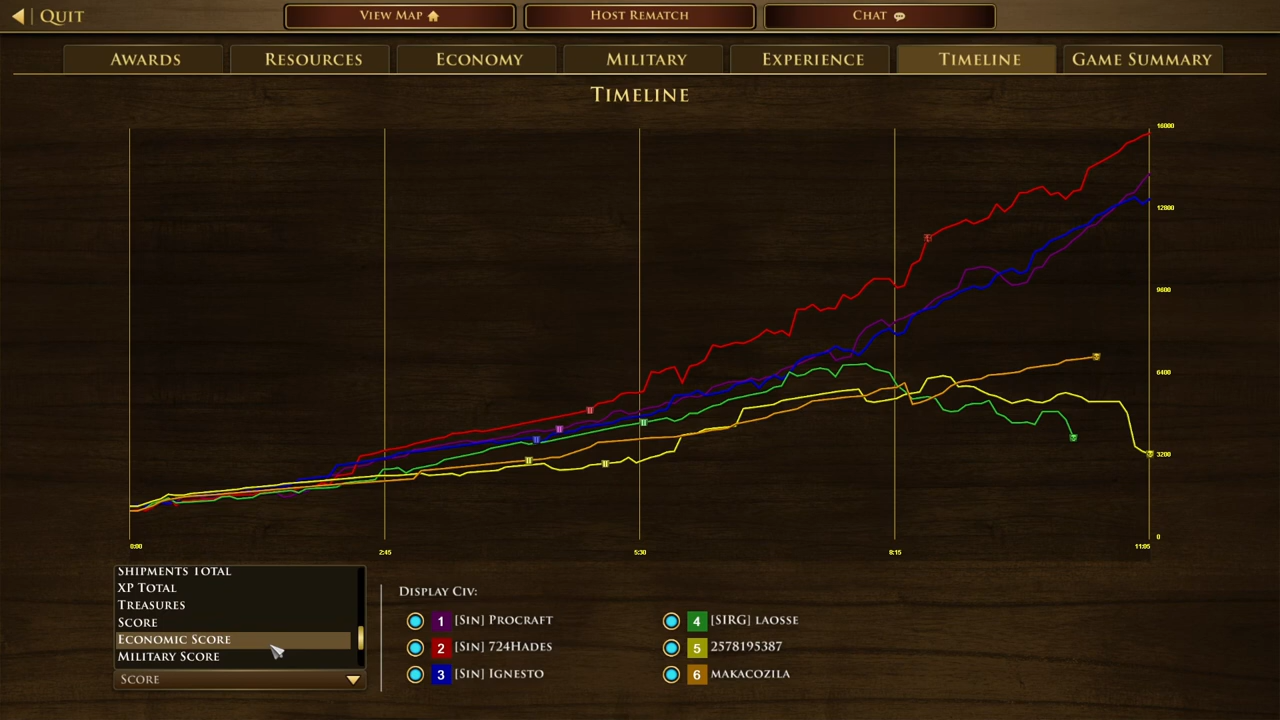 QUIT
VIEW MAP
HOST REMATCH
CHAT
AWARDS
RESOURCES
ECONOMY
MILITARY
EXPERIENCE
TIMELINE
GAME SUMMARY
TIMELINE
16000
12800
9600
6400
3200
0
0:00
2:45
5:30
8:15
11:05
SHIPMENTS TOTAL
XP TOTAL
TREASURES
SCORE
ECONOMIC SCORE
MILITARY SCORE
SCORE
DISPLAY CIV:
1 [SIN] PROCRAFT
2 [SIN] 724HADES
3 [SIN] IGNESTO
4 [SIRG] LAOSSE
5 2578195387
6 MAKACOZILA